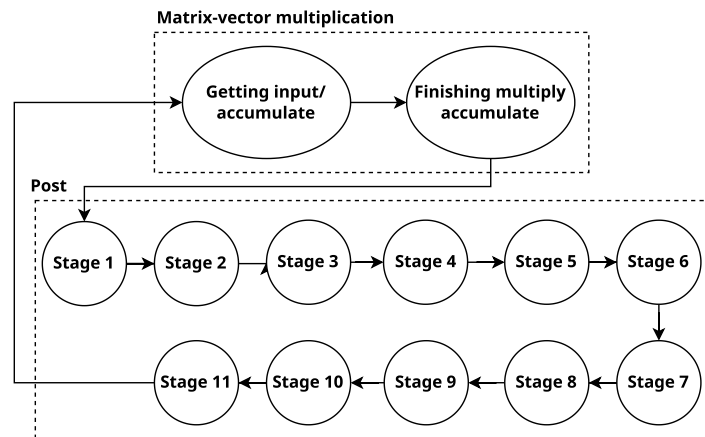 Matrix-vector multiplication
Getting input/
accumulate
Finishing multiply
accumulate
Post
Stage 1
Stage 2
Stage 3
Stage 4
Stage 5
Stage 6
Stage 11
Stage 10
Stage 9
Stage 8
Stage 7